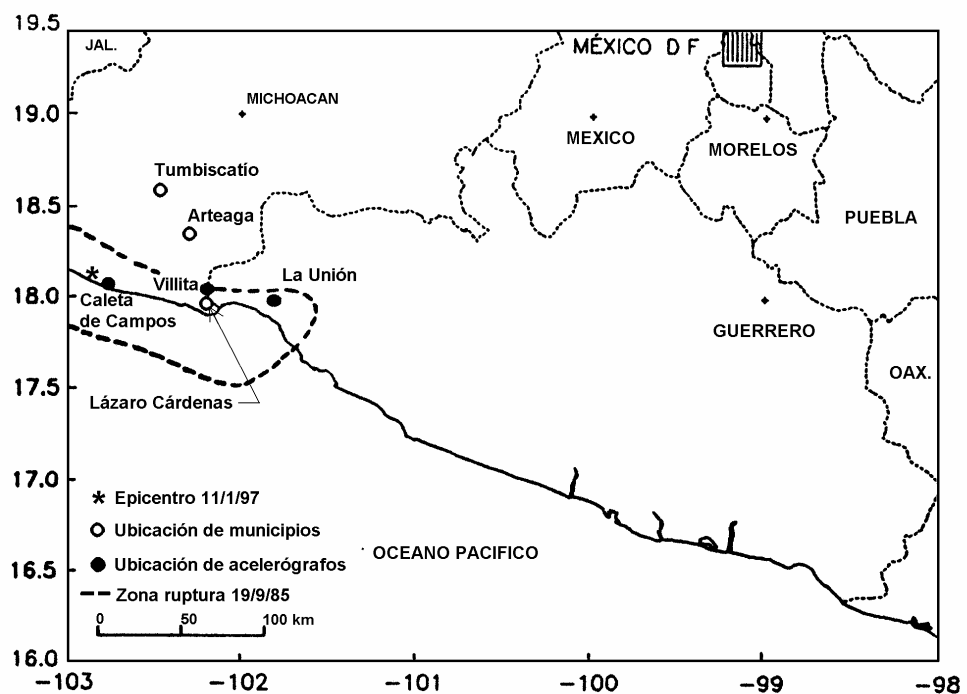 19.5
JAL.
MÉXICO D F
MICHOACAN
19.0
MEXICO
MORELOS
Tumbiscatío
18.5
Arteaga
PUEBLA
La Unión
Villita
18.0
Caleta
de Campos
GUERRERO
OAX.
17.5
Lázaro Cárdenas
17.0
* Epicentro 11/1/97
Ubicación de municipios
OCEANO PACIFICO
16.5
Ubicación de acelerógrafos
Zona ruptura 19/9/85
0 50 100 km
16.0
-103 -102 -101 -100 -99 -98